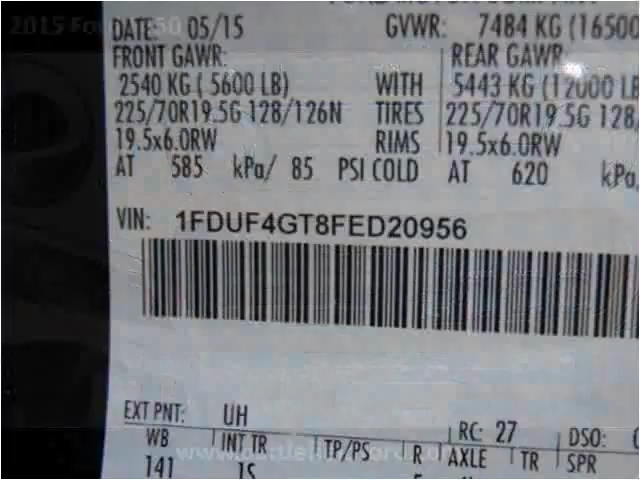 2015 Fo
DATE: 05/15 GVWR: 7484 KG (16500
FRONT GAWR: REAR GAWR:
2540 KG ( 5600 LB) WITH 5443 KG (12000 LB
225/70R19.5G 128/126N TIRES 225/70R19.5G 128/
19.5x6.0RW RIMS 19.5x6.0RW
AT 585 kPa/ 85 PSI COLD AT 620 kPa
VIN: 1FDUF4GT8FED20956
EXT PNT: UH RC: 27 DSO:
WB INT TR TP/PS R AXLE TR SPR
141 1S